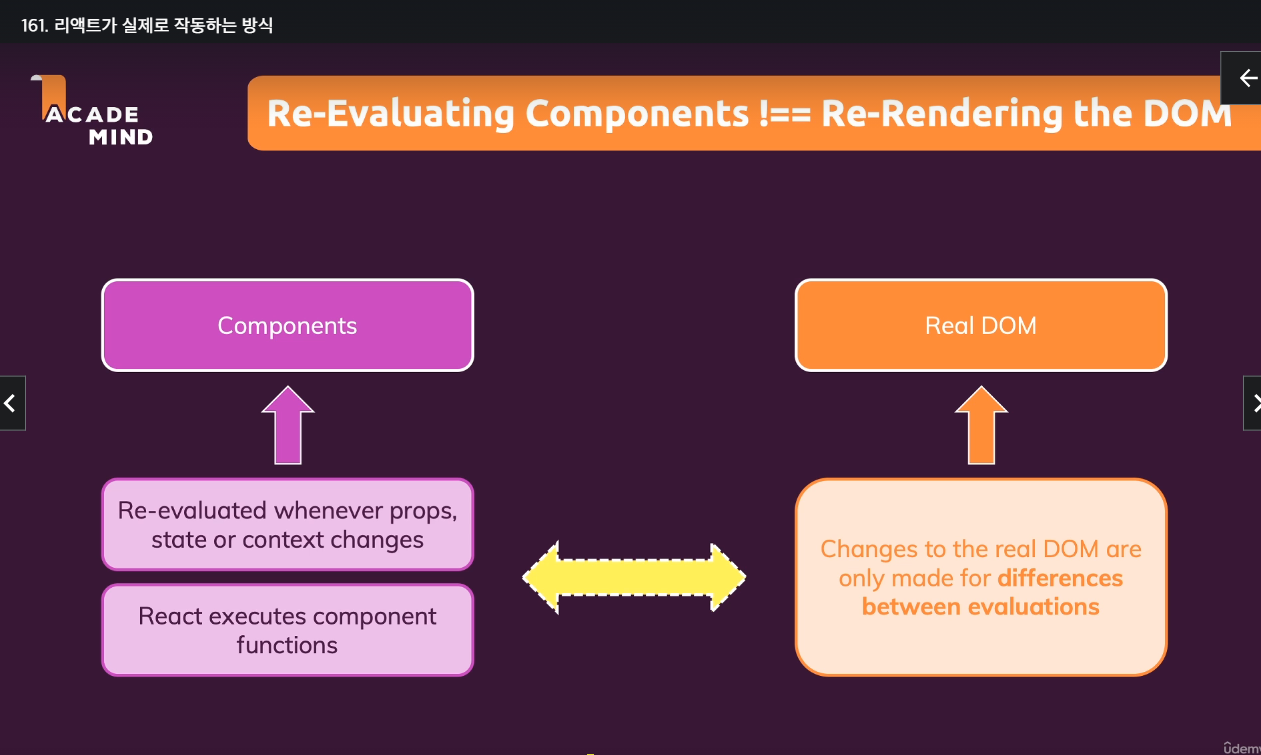 161. 리액트가 실제로 작동하는 방식
ACADE
MIND
Re-Evaluating Components !== Re-Rendering the DOM
Components
Real DOM
Re-evaluated whenever props,
state or context changes
React executes component
functions
Changes to the real DOM are
only made for differences
between evaluations
udemy